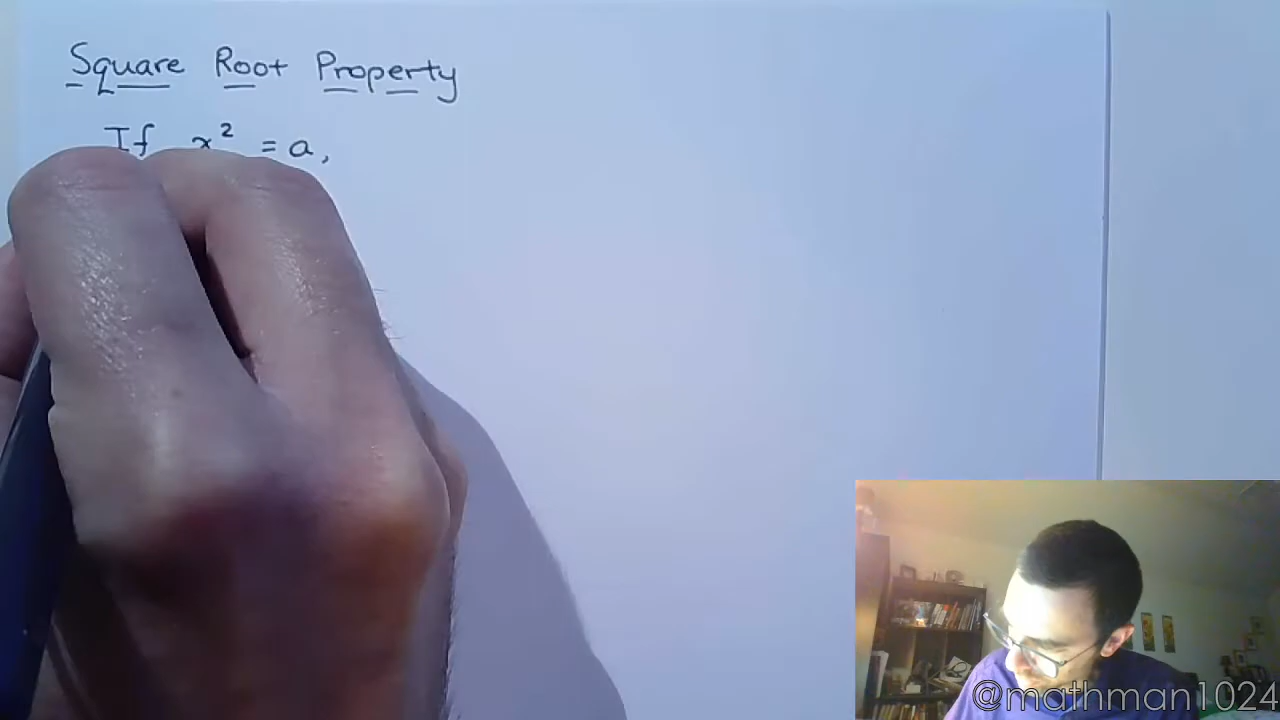 Square Root Property
If x² = a,
@mathman1024